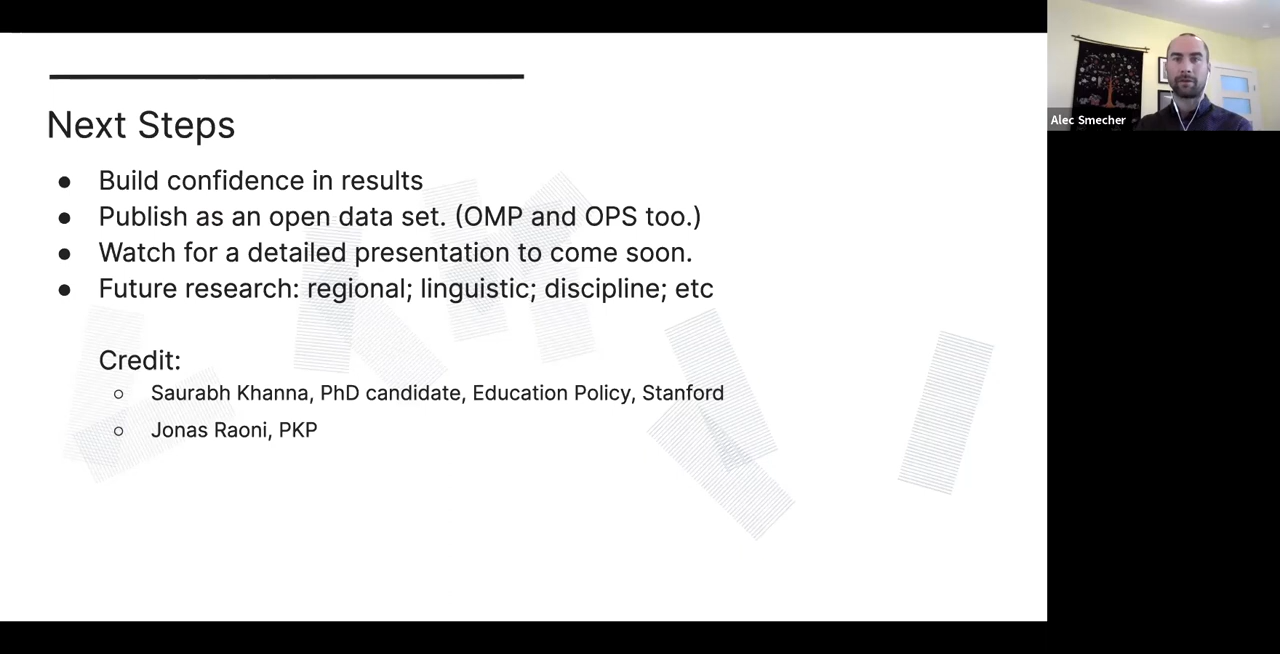 Next Steps
● Build confidence in results
● Publish as an open data set. (OMP and OPS too.)
● Watch for a detailed presentation to come soon.
● Future research: regional; linguistic; discipline; etc
Credit:
○ Saurabh Khanna, PhD candidate, Education Policy, Stanford
○ Jonas Raoni, PKP
Alec Smecher